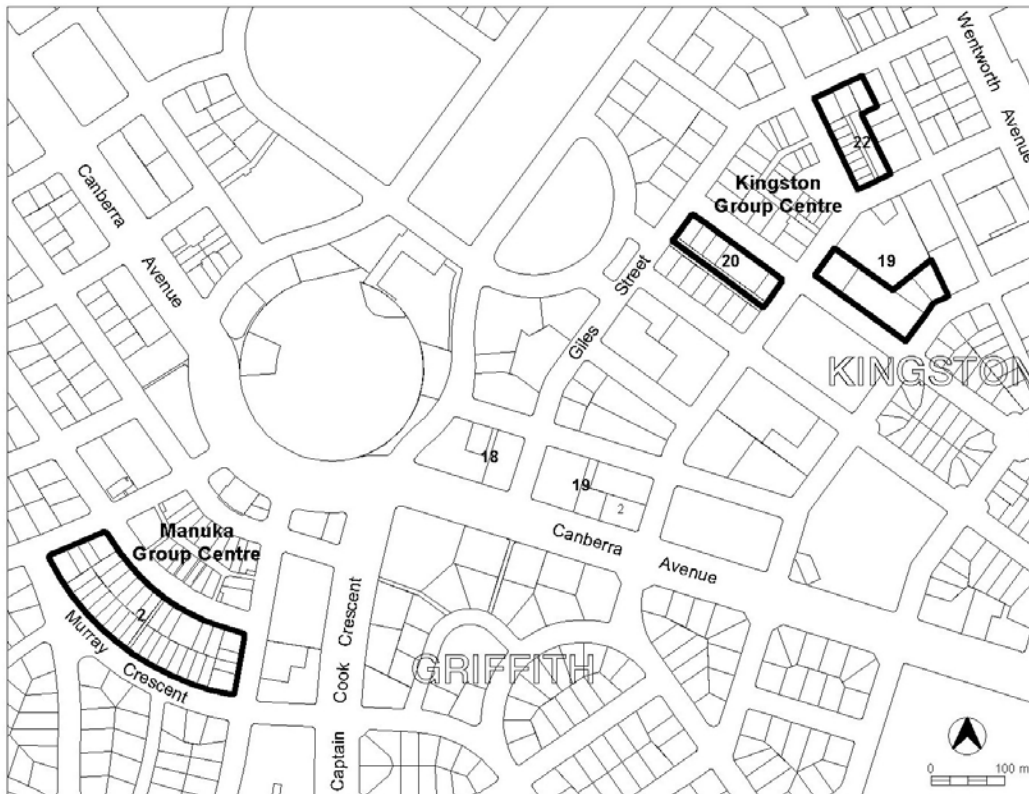 Wentworth
Avenue
22
Kingston
Group Centre
Canberra
Avenue
20
19
Giles
Street
KINGSTON
18
19
2
Canberra
Avenue
Manuka
Group Centre
2
Murray
Crescent
GRIFFITH
Captain
Cook
Crescent
0
100 m